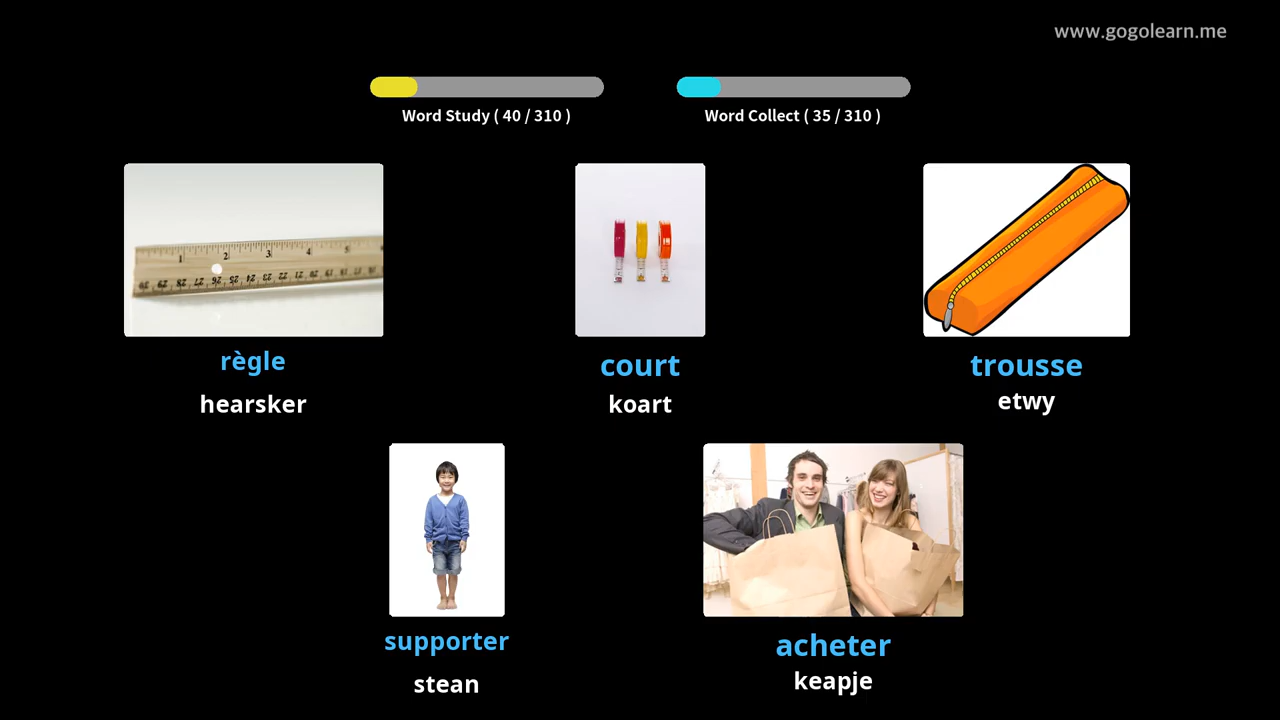 www.gogolearn.me
Word Study ( 40 / 310 )
Word Collect ( 35 / 310 )
règle
hearsker
court
koart
trousse
etwy
supporter
stean
acheter
keapje